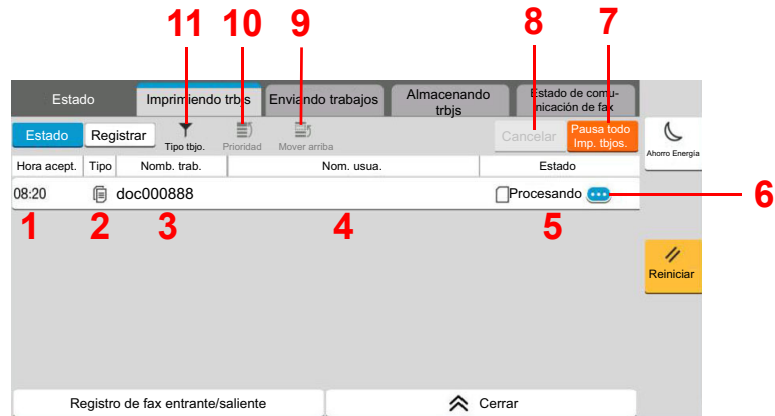 11 10 9 8 7
Estado Imprimiendo trbjs Enviando trabajos Almacenando
trbjs Estado de comu-
nicación de fax
Estado Registrar Tipo tbjo. Prioridad Mover arriba Cancelar Pausa todo
Imp. tbjos.
Ahorro Energia
Hora acept. Tipo Nomb. trab. Nom. usua. Estado
08:20 doc000888 Procesando 6
1 2 3 4 5
Reiniciar
Registro de fax entrante/saliente Cerrar